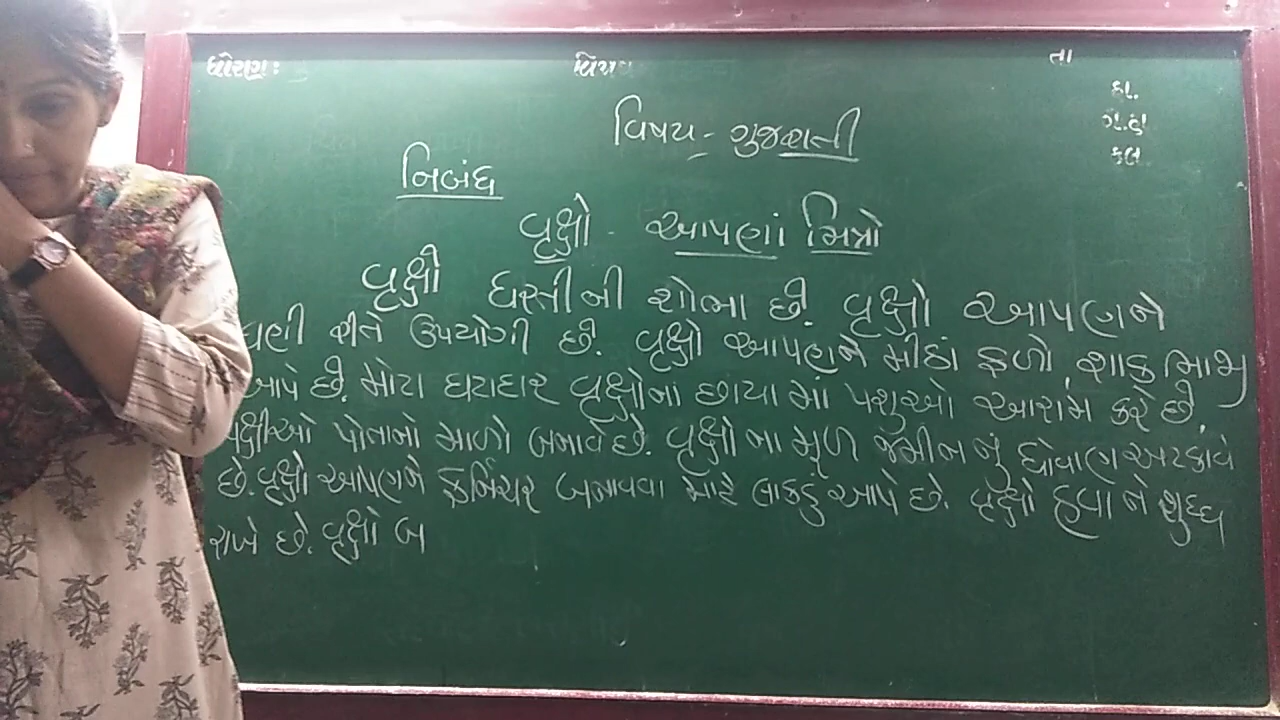 ધોરણ: વિષય તા
કા.
ગે.હા
કુલ
વિષય - ગુજરાતી
નિબંધ
વૃક્ષો - આપણાં મિત્રો
વૃક્ષો ધરતીની શોભા છે. વૃક્ષો આપણને
ઘણી રીતે ઉપયોગી છે. વૃક્ષો આપણને મીઠાં ફળો, શાકભાજી
આપે છે. મોટા ઘટાદાર વૃક્ષોના છાયા માં પશુઓ આરામ કરે છે.
પક્ષીઓ પોતાનો માળો બનાવે છે. વૃક્ષો ના મૂળ જમીન નું ધોવાણ અટકાવે
છે. વૃક્ષો આપણને ફર્નિચર બનાવવા માટે લાકડું આપે છે. વૃક્ષો હવા ને શુદ્ધ
રાખે છે. વૃક્ષો બ